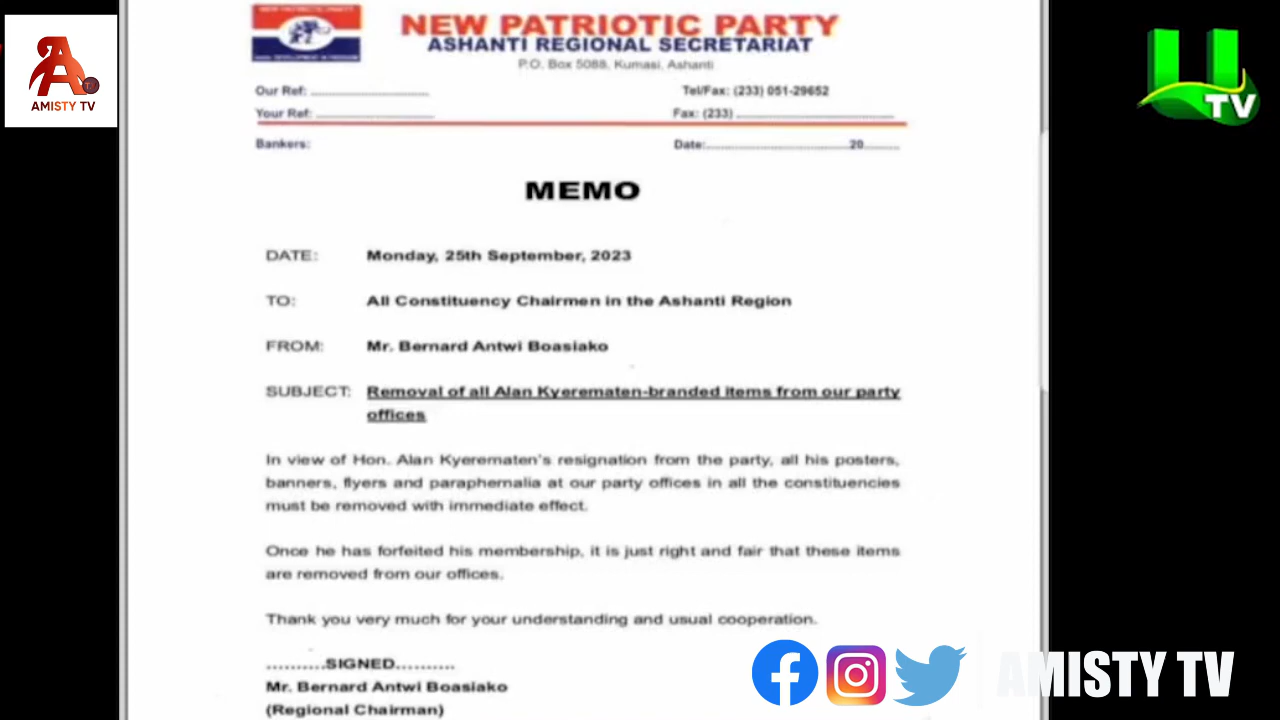 AMISTY TV
NEW PATRIOTIC PARTY
ASHANTI REGIONAL SECRETARIAT
P.O. Box 5088, Kumasi, Ashanti
Our Ref: ............................
Tel/Fax: (233) 051-29652
Your Ref: ............................
Fax: (233) ............................
Bankers:
Date:............................20.........
TV
MEMO
DATE: Monday, 25th September, 2023
TO: All Constituency Chairmen in the Ashanti Region
FROM: Mr. Bernard Antwi Boasiako
SUBJECT: Removal of all Alan Kyerematen-branded items from our party
offices
In view of Hon. Alan Kyerematen's resignation from the party, all his posters,
banners, flyers and paraphernalia at our party offices in all the constituencies
must be removed with immediate effect.
Once he has forfeited his membership, it is just right and fair that these items
are removed from our offices.
Thank you very much for your understanding and usual cooperation.
..........SIGNED..........
Mr. Bernard Antwi Boasiako
(Regional Chairman)
AMISTY TV